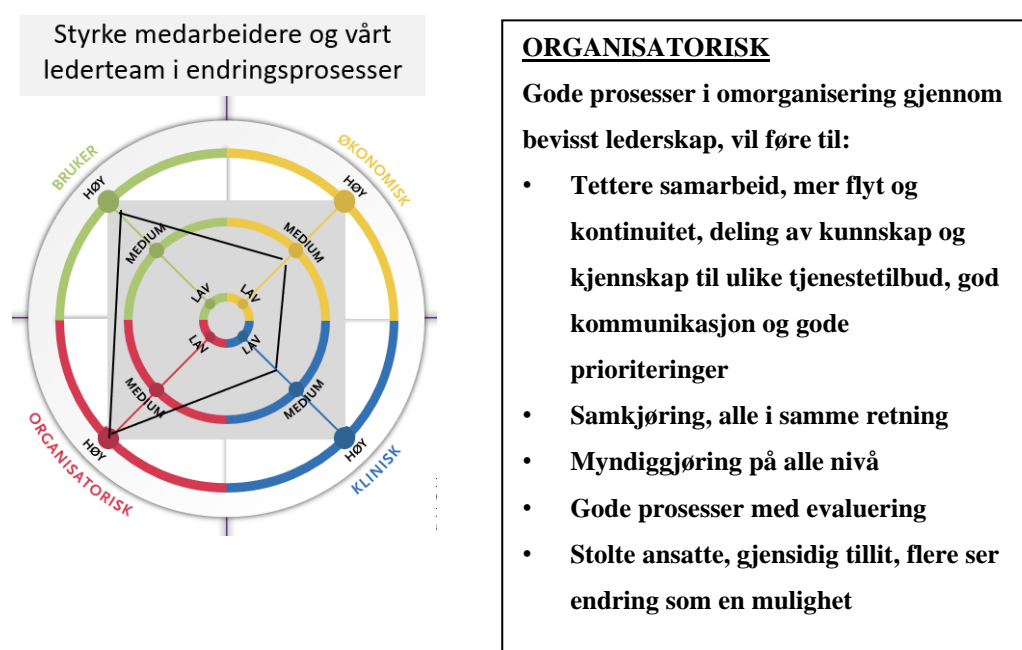 Styrke medarbeidere og vårt
lederteam i endringsprosesser
BRUKER
ØKONOMISK
HØY
HØY
MEDIUM
MEDIUM
LAV
LAV
LAV
LAV
MEDIUM
MEDIUM
HØY
HØY
ORGANISATORISK
KLINISK
ORGANISATORISK
Gode prosesser i omorganisering gjennom
bevisst lederskap, vil føre til:
• Tettere samarbeid, mer flyt og
kontinuitet, deling av kunnskap og
kjennskap til ulike tjenestetilbud, god
kommunikasjon og gode
prioriteringer
• Samkjøring, alle i samme retning
• Myndiggjøring på alle nivå
• Gode prosesser med evaluering
• Stolte ansatte, gjensidig tillit, flere ser
endring som en mulighet